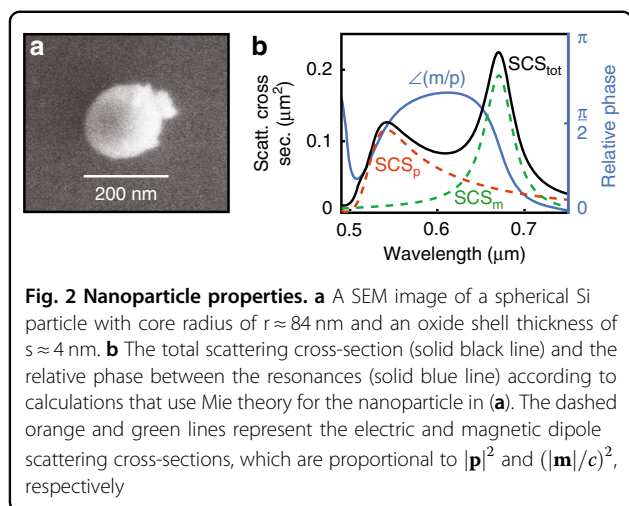 a
200 nm
b
Scatt. cross
sec. (μm²)
0.2
0.1
0
∠(m/p)
SCS_tot
SCS_p
SCS_m
π
π
2
0
Relative phase
0.5
0.6
0.7
Wavelength (μm)
Fig. 2 Nanoparticle properties. a A SEM image of a spherical Si
particle with core radius of r ≈ 84 nm and an oxide shell thickness of
s ≈ 4 nm. b The total scattering cross-section (solid black line) and the
relative phase between the resonances (solid blue line) according to
calculations that use Mie theory for the nanoparticle in (a). The dashed
orange and green lines represent the electric and magnetic dipole
scattering cross-sections, which are proportional to |p|² and (|m|/c)²,
respectively